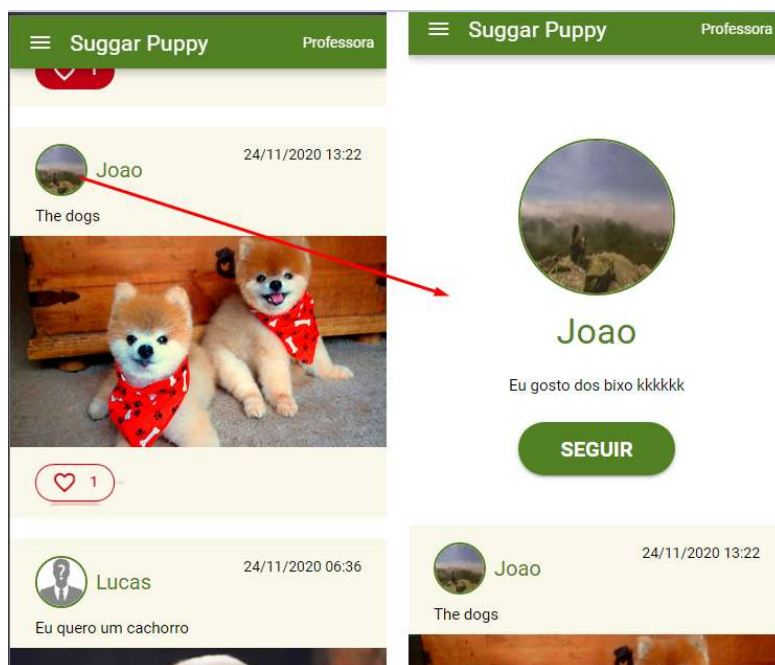 Suggar Puppy Professora
1
Joao 24/11/2020 13:22
The dogs
1
Lucas 24/11/2020 06:36
Eu quero um cachorro
Suggar Puppy Professora
Joao
Eu gosto dos bixo kkkkkk
SEGUIR
Joao 24/11/2020 13:22
The dogs